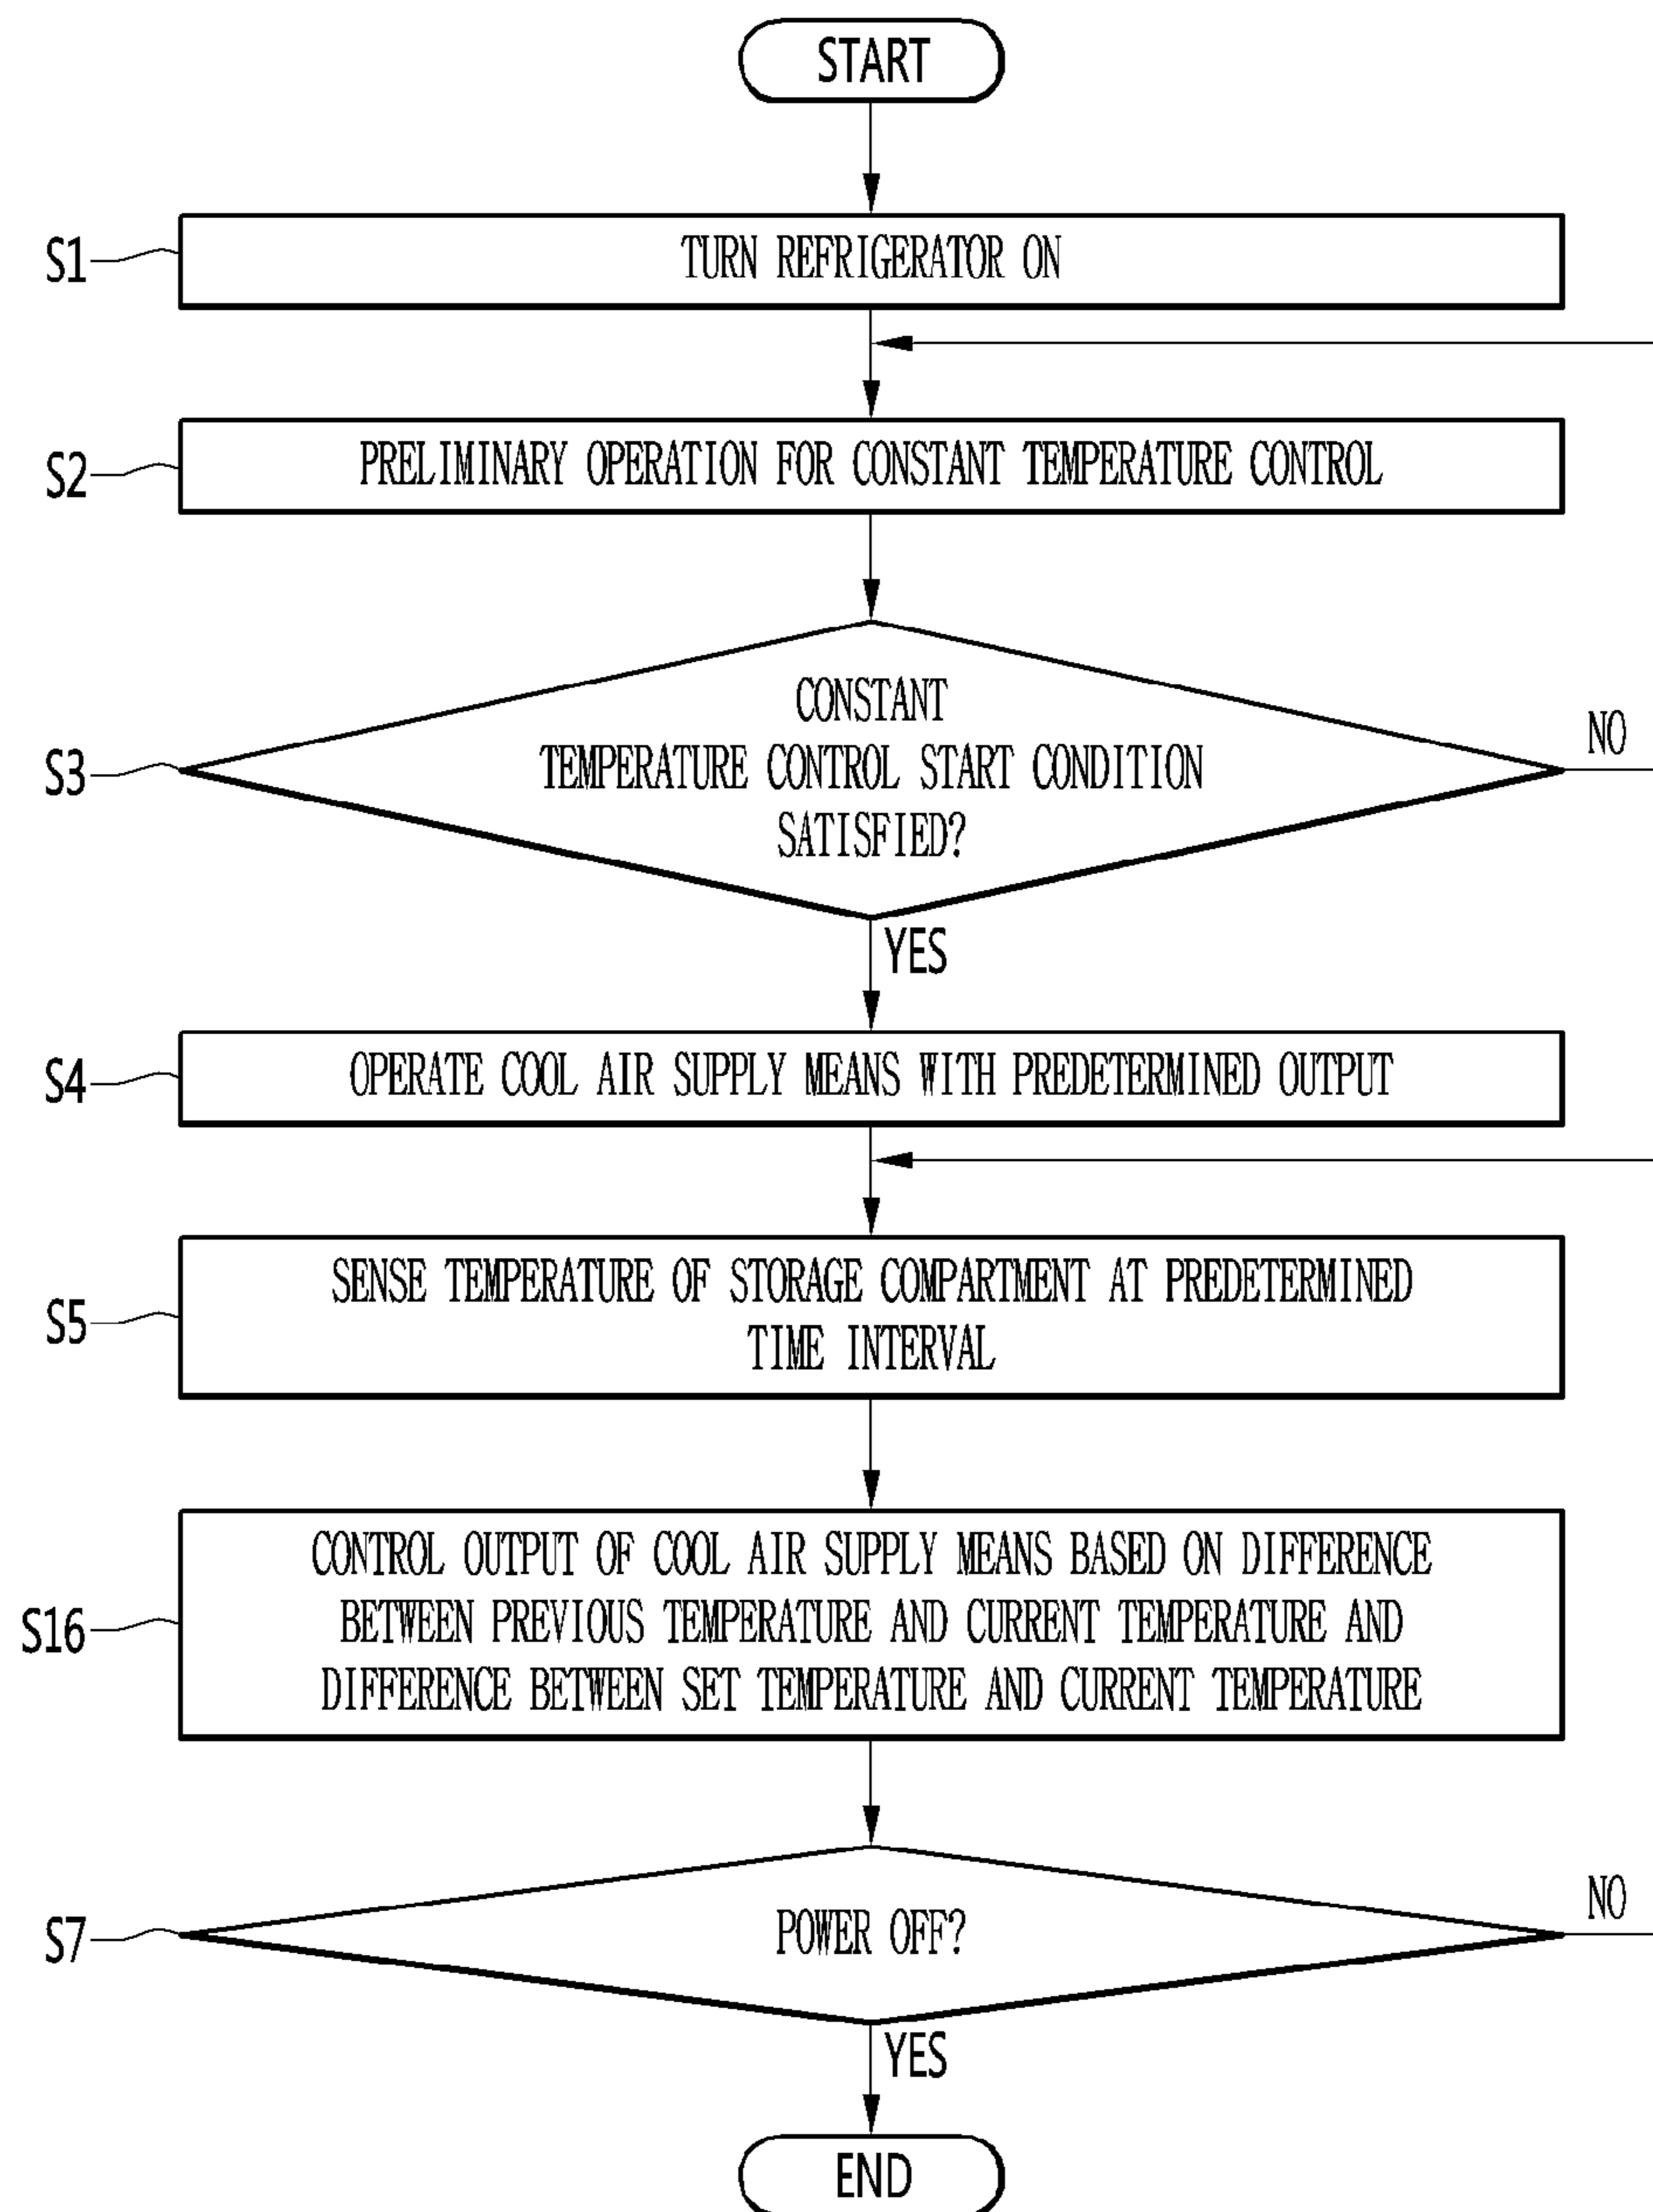 START
S1
TURN REFRIGERATOR ON
S2
PRELIMINARY OPERATION FOR CONSTANT TEMPERATURE CONTROL
S3
CONSTANT
TEMPERATURE CONTROL START CONDITION
SATISFIED?
NO
YES
S4
OPERATE COOL AIR SUPPLY MEANS WITH PREDETERMINED OUTPUT
S5
SENSE TEMPERATURE OF STORAGE COMPARTMENT AT PREDETERMINED
TIME INTERVAL
S16
CONTROL OUTPUT OF COOL AIR SUPPLY MEANS BASED ON DIFFERENCE
BETWEEN PREVIOUS TEMPERATURE AND CURRENT TEMPERATURE AND
DIFFERENCE BETWEEN SET TEMPERATURE AND CURRENT TEMPERATURE
S7
POWER OFF?
NO
YES
END